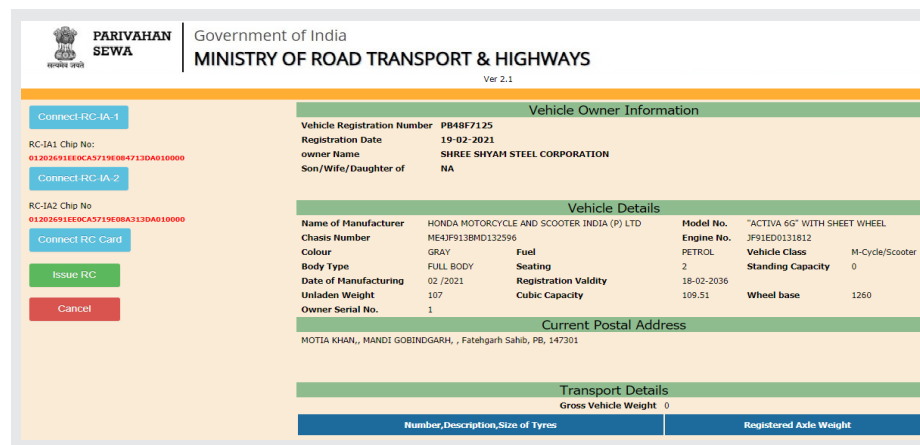 PARIVAHAN
SEWA
सत्यमेव जयते
Government of India
MINISTRY OF ROAD TRANSPORT & HIGHWAYS
Ver 2.1
Connect-RC-IA-1
RC-IA1 Chip No:
01202691EE0CA5719E084713DA010000
Connect-RC-IA-2
RC-IA2 Chip No
01202691EE0CA5719E08A313DA010000
Connect RC Card
Issue RC
Cancel
Vehicle Owner Information
Vehicle Registration Number PB48F7125
Registration Date 19-02-2021
owner Name SHREE SHYAM STEEL CORPORATION
Son/Wife/Daughter of NA
Vehicle Details
Name of Manufacturer HONDA MOTORCYCLE AND SCOOTER INDIA (P) LTD Model No. "ACTIVA 6G" WITH SHEET WHEEL
Chasis Number ME4JF913BMD132596 Engine No. JF91ED0131812
Colour GRAY Fuel PETROL Vehicle Class M-Cycle/Scooter
Body Type FULL BODY Seating 2 Standing Capacity 0
Date of Manufacturing 02 /2021 Registration Valdity 18-02-2036
Unladen Weight 107 Cubic Capacity 109.51 Wheel base 1260
Owner Serial No. 1
Current Postal Address
MOTIA KHAN,, MANDI GOBINDGARH, , Fatehgarh Sahib, PB, 147301
Transport Details
Gross Vehicle Weight 0
Number,Description,Size of Tyres Registered Axle Weight